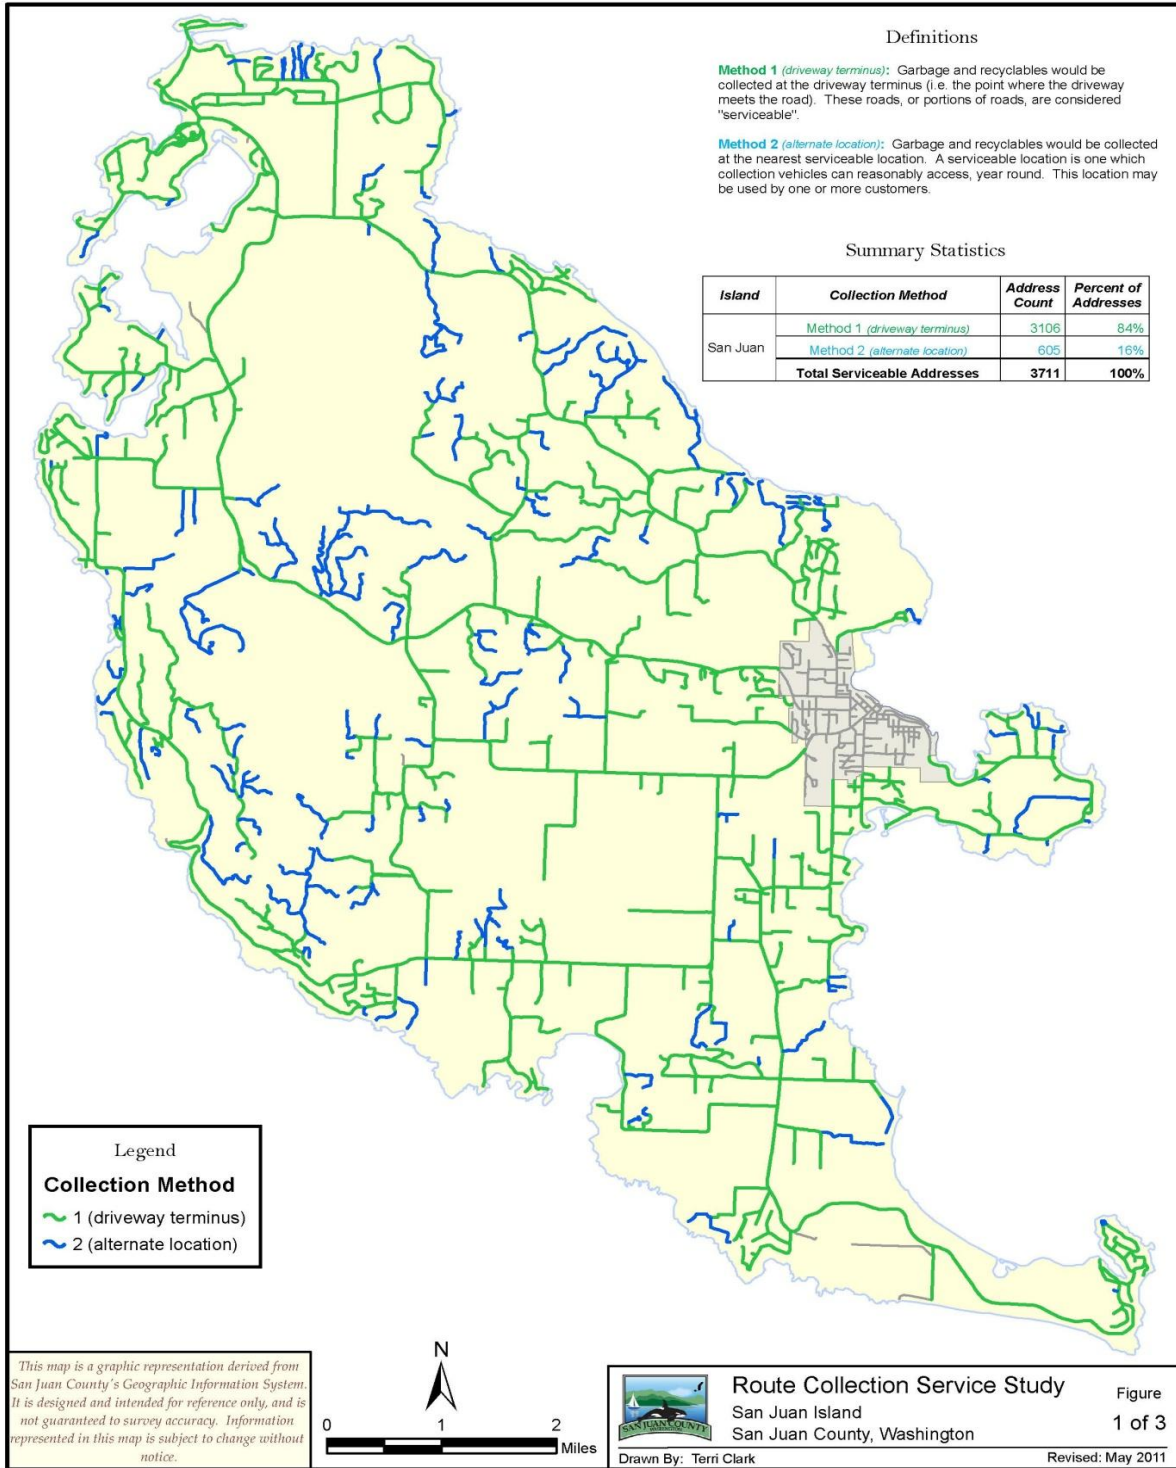 Definitions
Method 1 (driveway terminus): Garbage and recyclables would be
collected at the driveway terminus (i.e. the point where the driveway
meets the road). These roads, or portions of roads, are considered
"serviceable".
Method 2 (alternate location): Garbage and recyclables would be collected
at the nearest serviceable location. A serviceable location is one which
collection vehicles can reasonably access, year round. This location may
be used by one or more customers.
Summary Statistics
Island Collection Method Address Count Percent of Addresses
San Juan Method 1 (driveway terminus) 3106 84%
Method 2 (alternate location) 605 16%
Total Serviceable Addresses 3711 100%
Legend
Collection Method
1 (driveway terminus)
2 (alternate location)
This map is a graphic representation derived from
San Juan County's Geographic Information System.
It is designed and intended for reference only, and is
not guaranteed to survey accuracy. Information
represented in this map is subject to change without
notice.
N
0 1 2
Miles
SAN JUAN COUNTY
WASHINGTON
Route Collection Service Study
San Juan Island
San Juan County, Washington
Figure
1 of 3
Drawn By: Terri Clark
Revised: May 2011